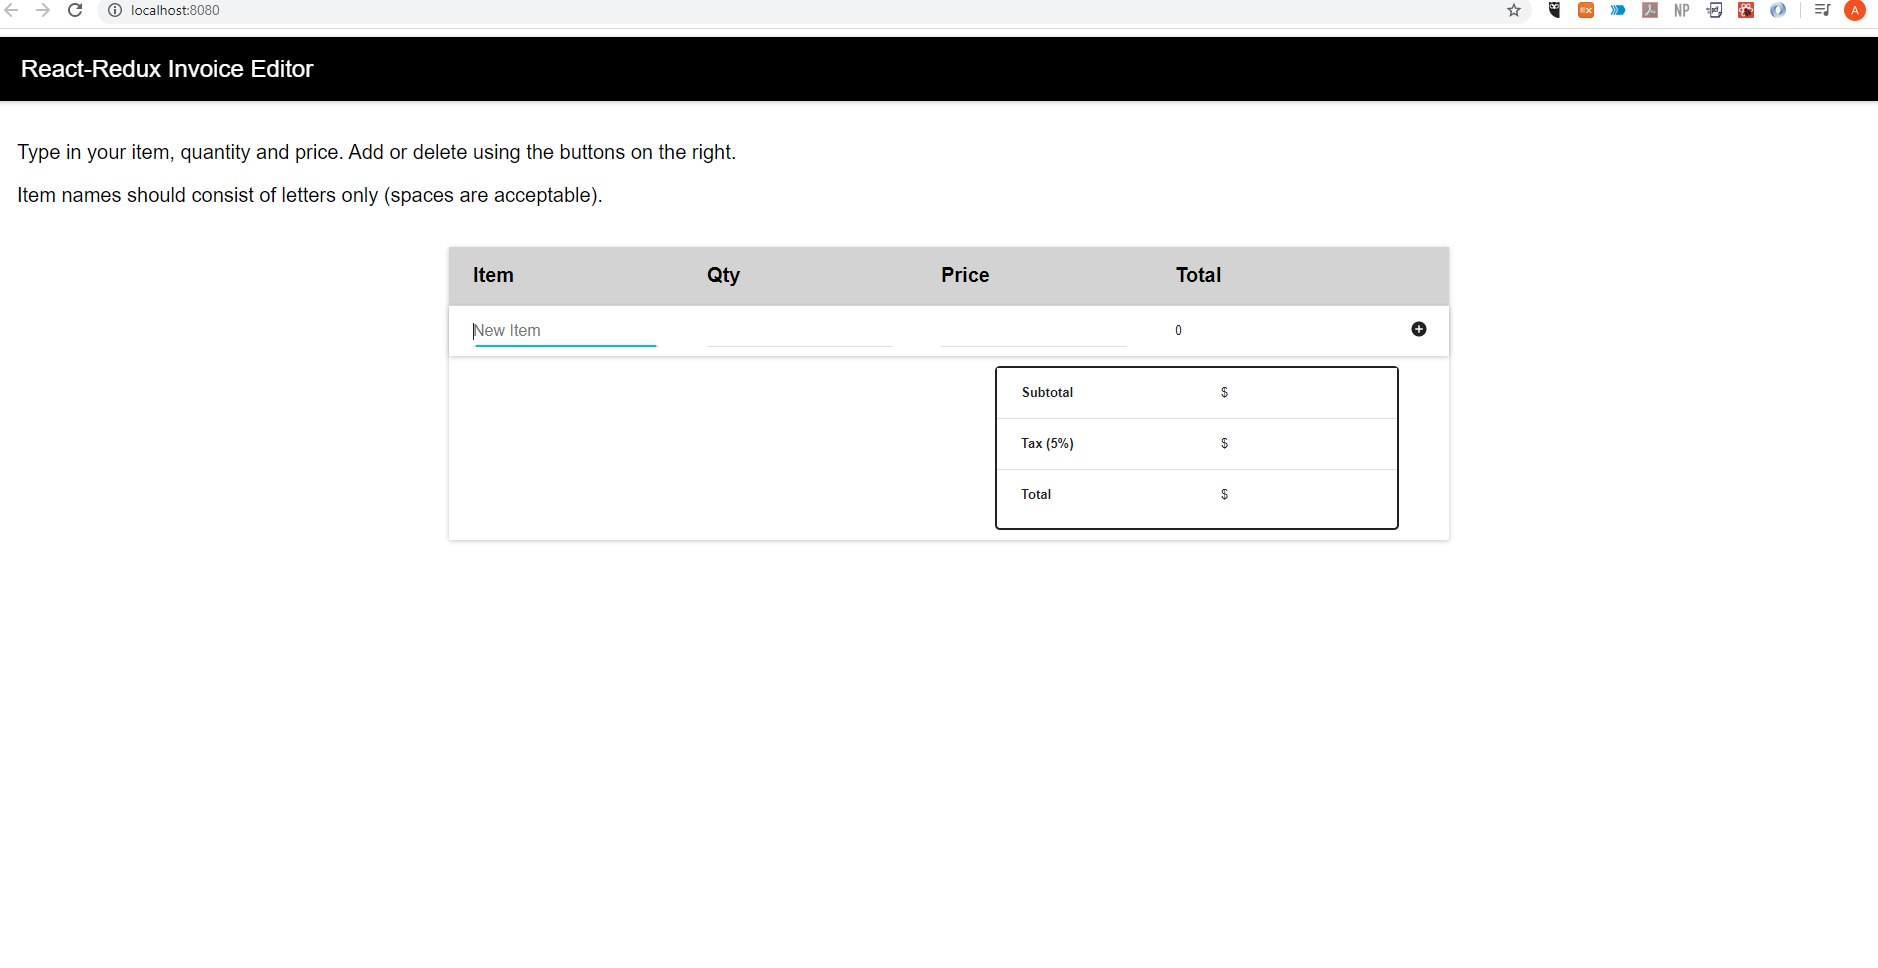 localhost:8080
EX
NP
A
React-Redux Invoice Editor
Type in your item, quantity and price. Add or delete using the buttons on the right.
Item names should consist of letters only (spaces are acceptable).
Item Qty Price Total
New Item 0
Subtotal $
Tax (5%) $
Total $